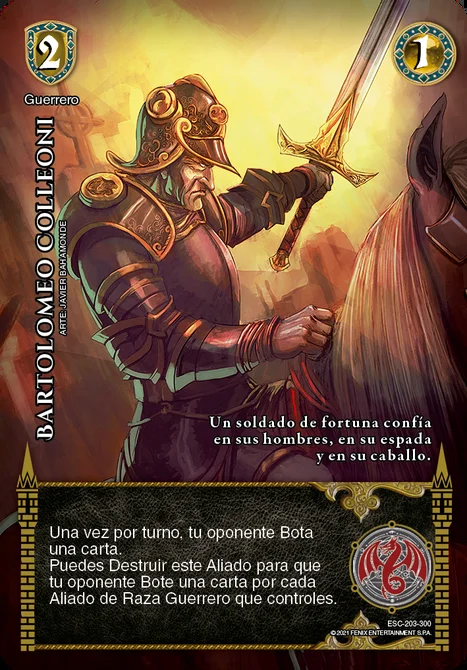 2
1
Guerrero
BARTOLOMEO COLLEONI
ARTE: JAVIER BAHAMONDE
Un soldado de fortuna confía
en sus hombres, en su espada
y en su caballo.
Una vez por turno, tu oponente Bota
una carta.
Puedes Destruir este Aliado para que
tu oponente Bote una carta por cada
Aliado de Raza Guerrero que controles.
ESC-203-300
©2021 FENIX ENTERTAINMENT S.P.A.